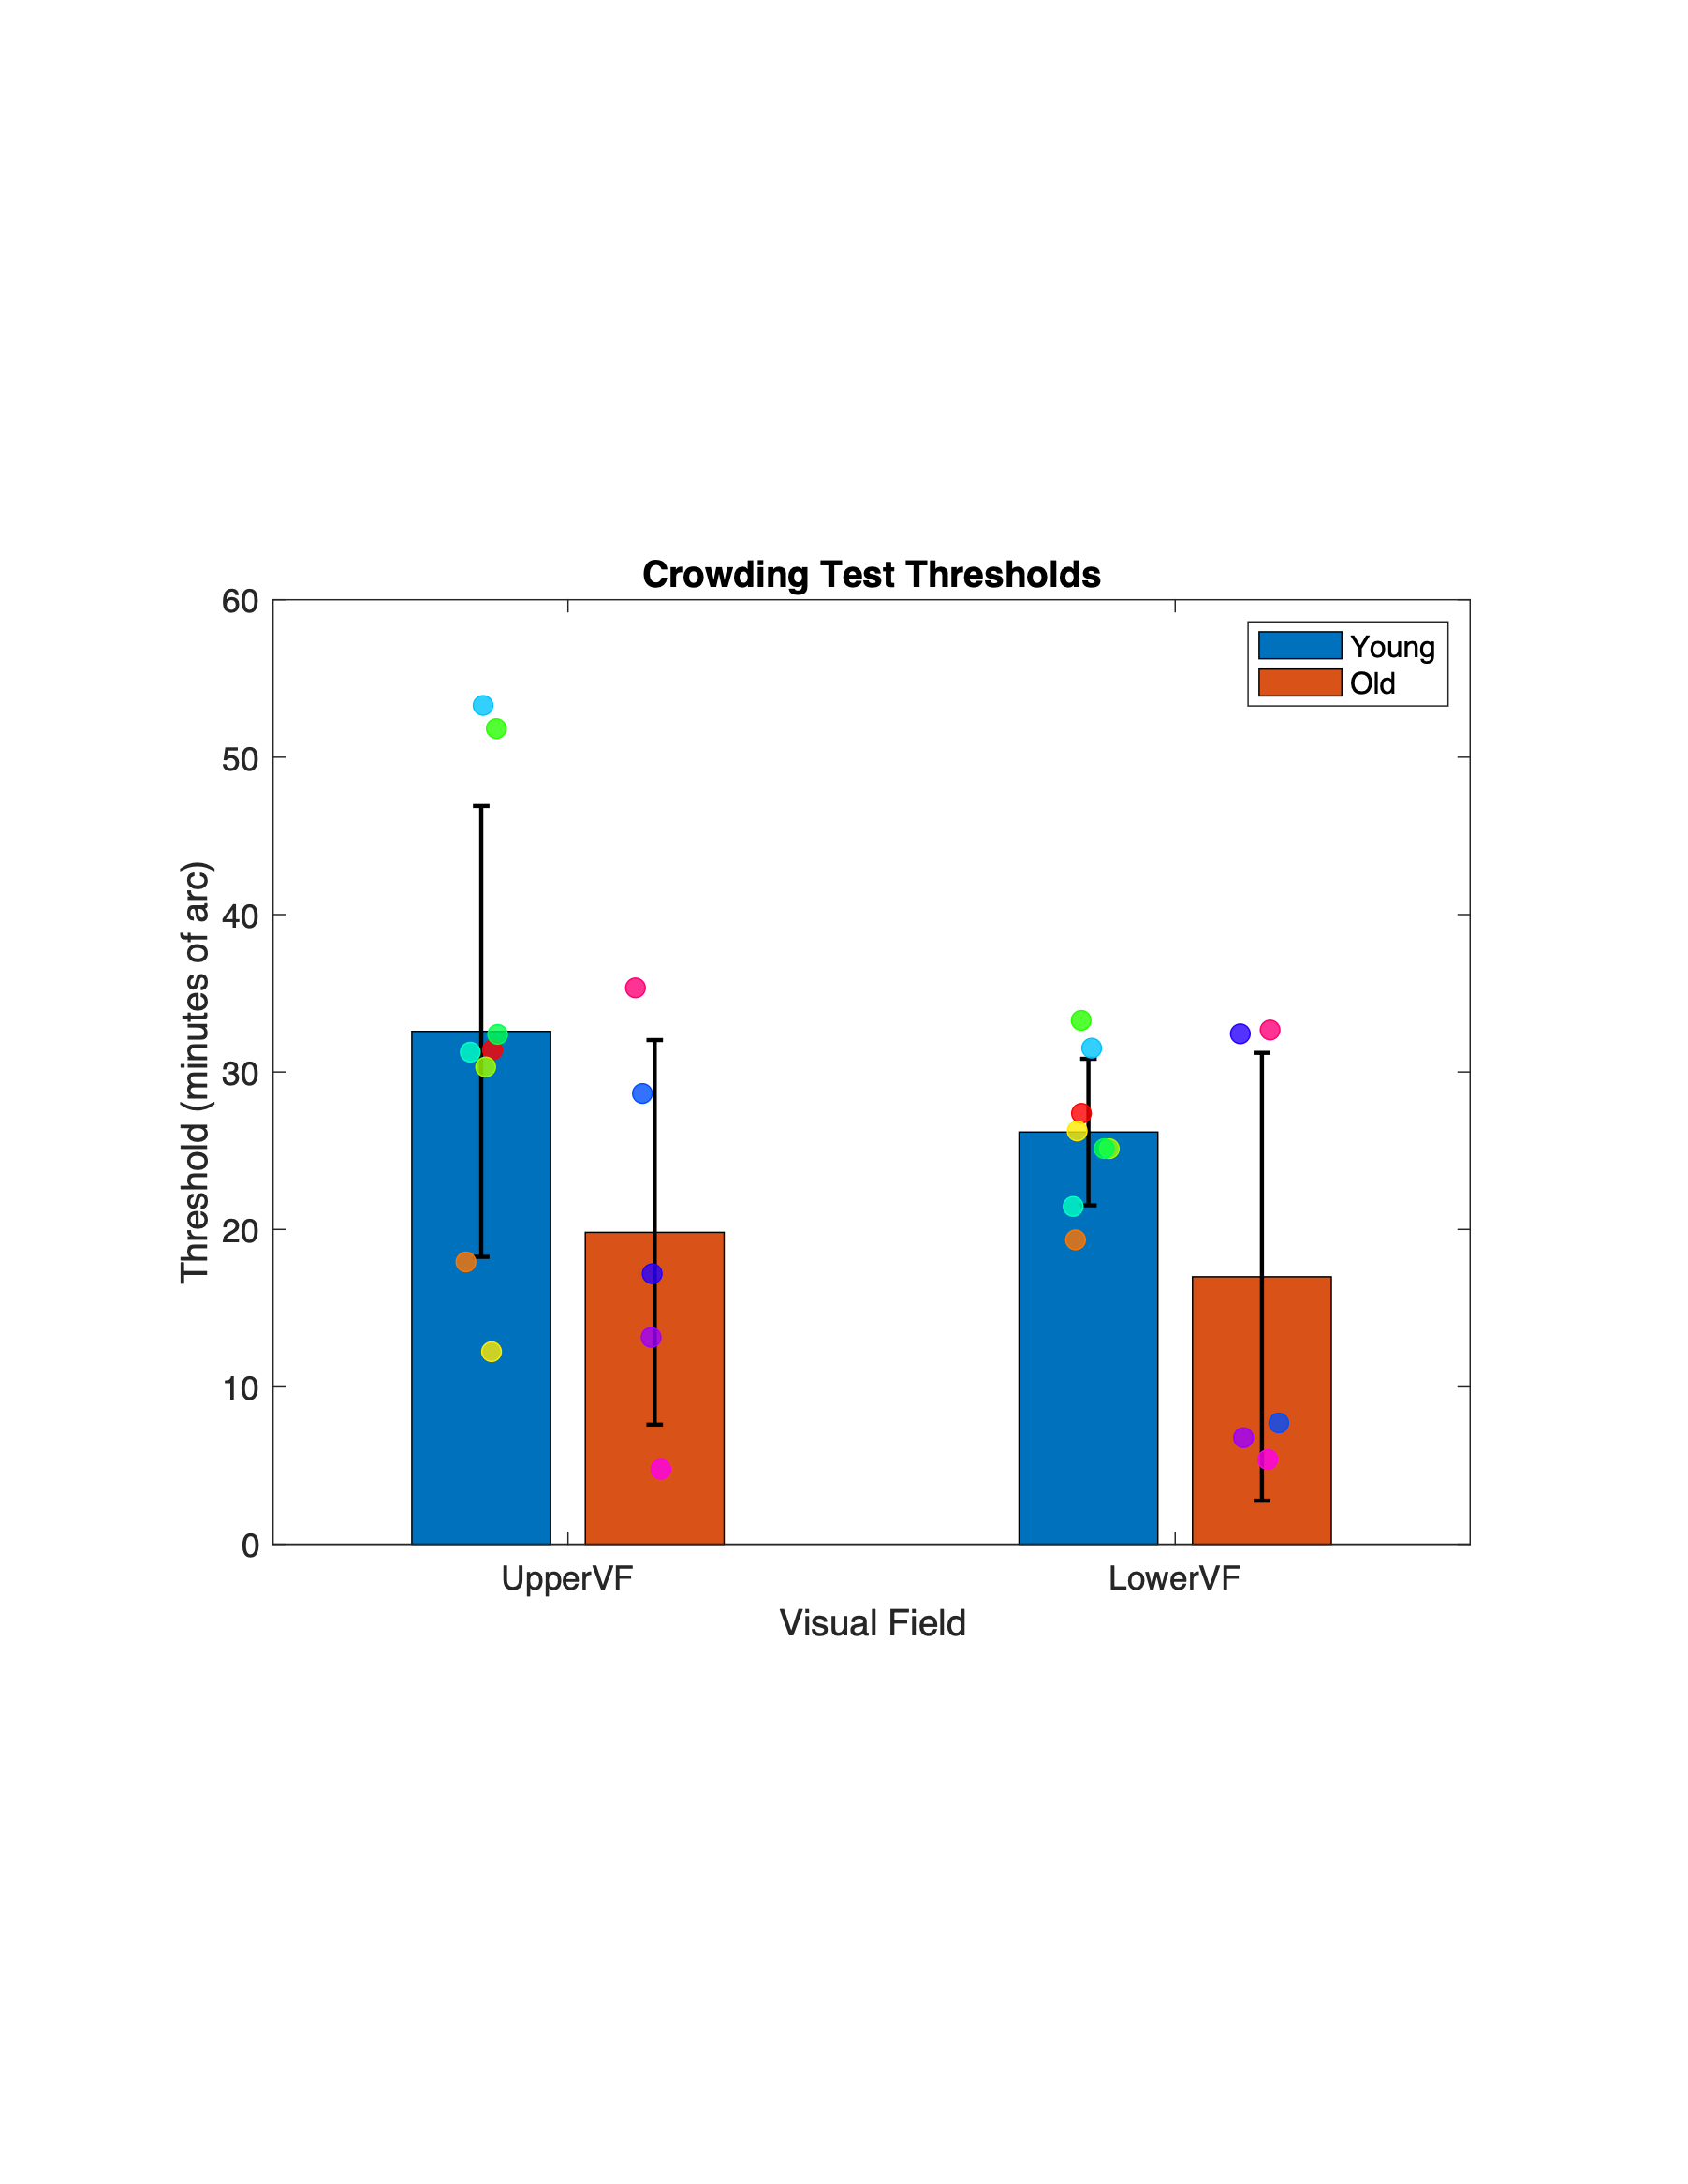 Crowding Test Thresholds
60
50
40
30
20
10
0
Threshold (minutes of arc)
Young
Old
UpperVF
LowerVF
Visual Field